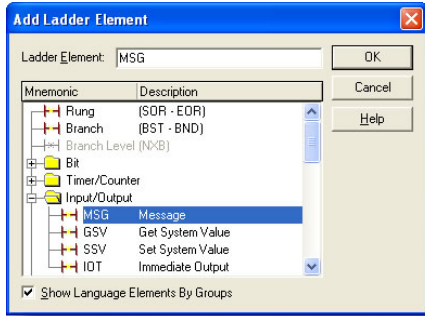 Add Ladder Element
Ladder Element: MSG
OK
Mnemonic Description
Cancel
Rung (SOR - EOR)
Branch (BST - BND)
Help
Branch Level (NXB)
Bit
Timer/Counter
Input/Output
MSG Message
GSV Get System Value
SSV Set System Value
IOT Immediate Output
Show Language Elements By Groups